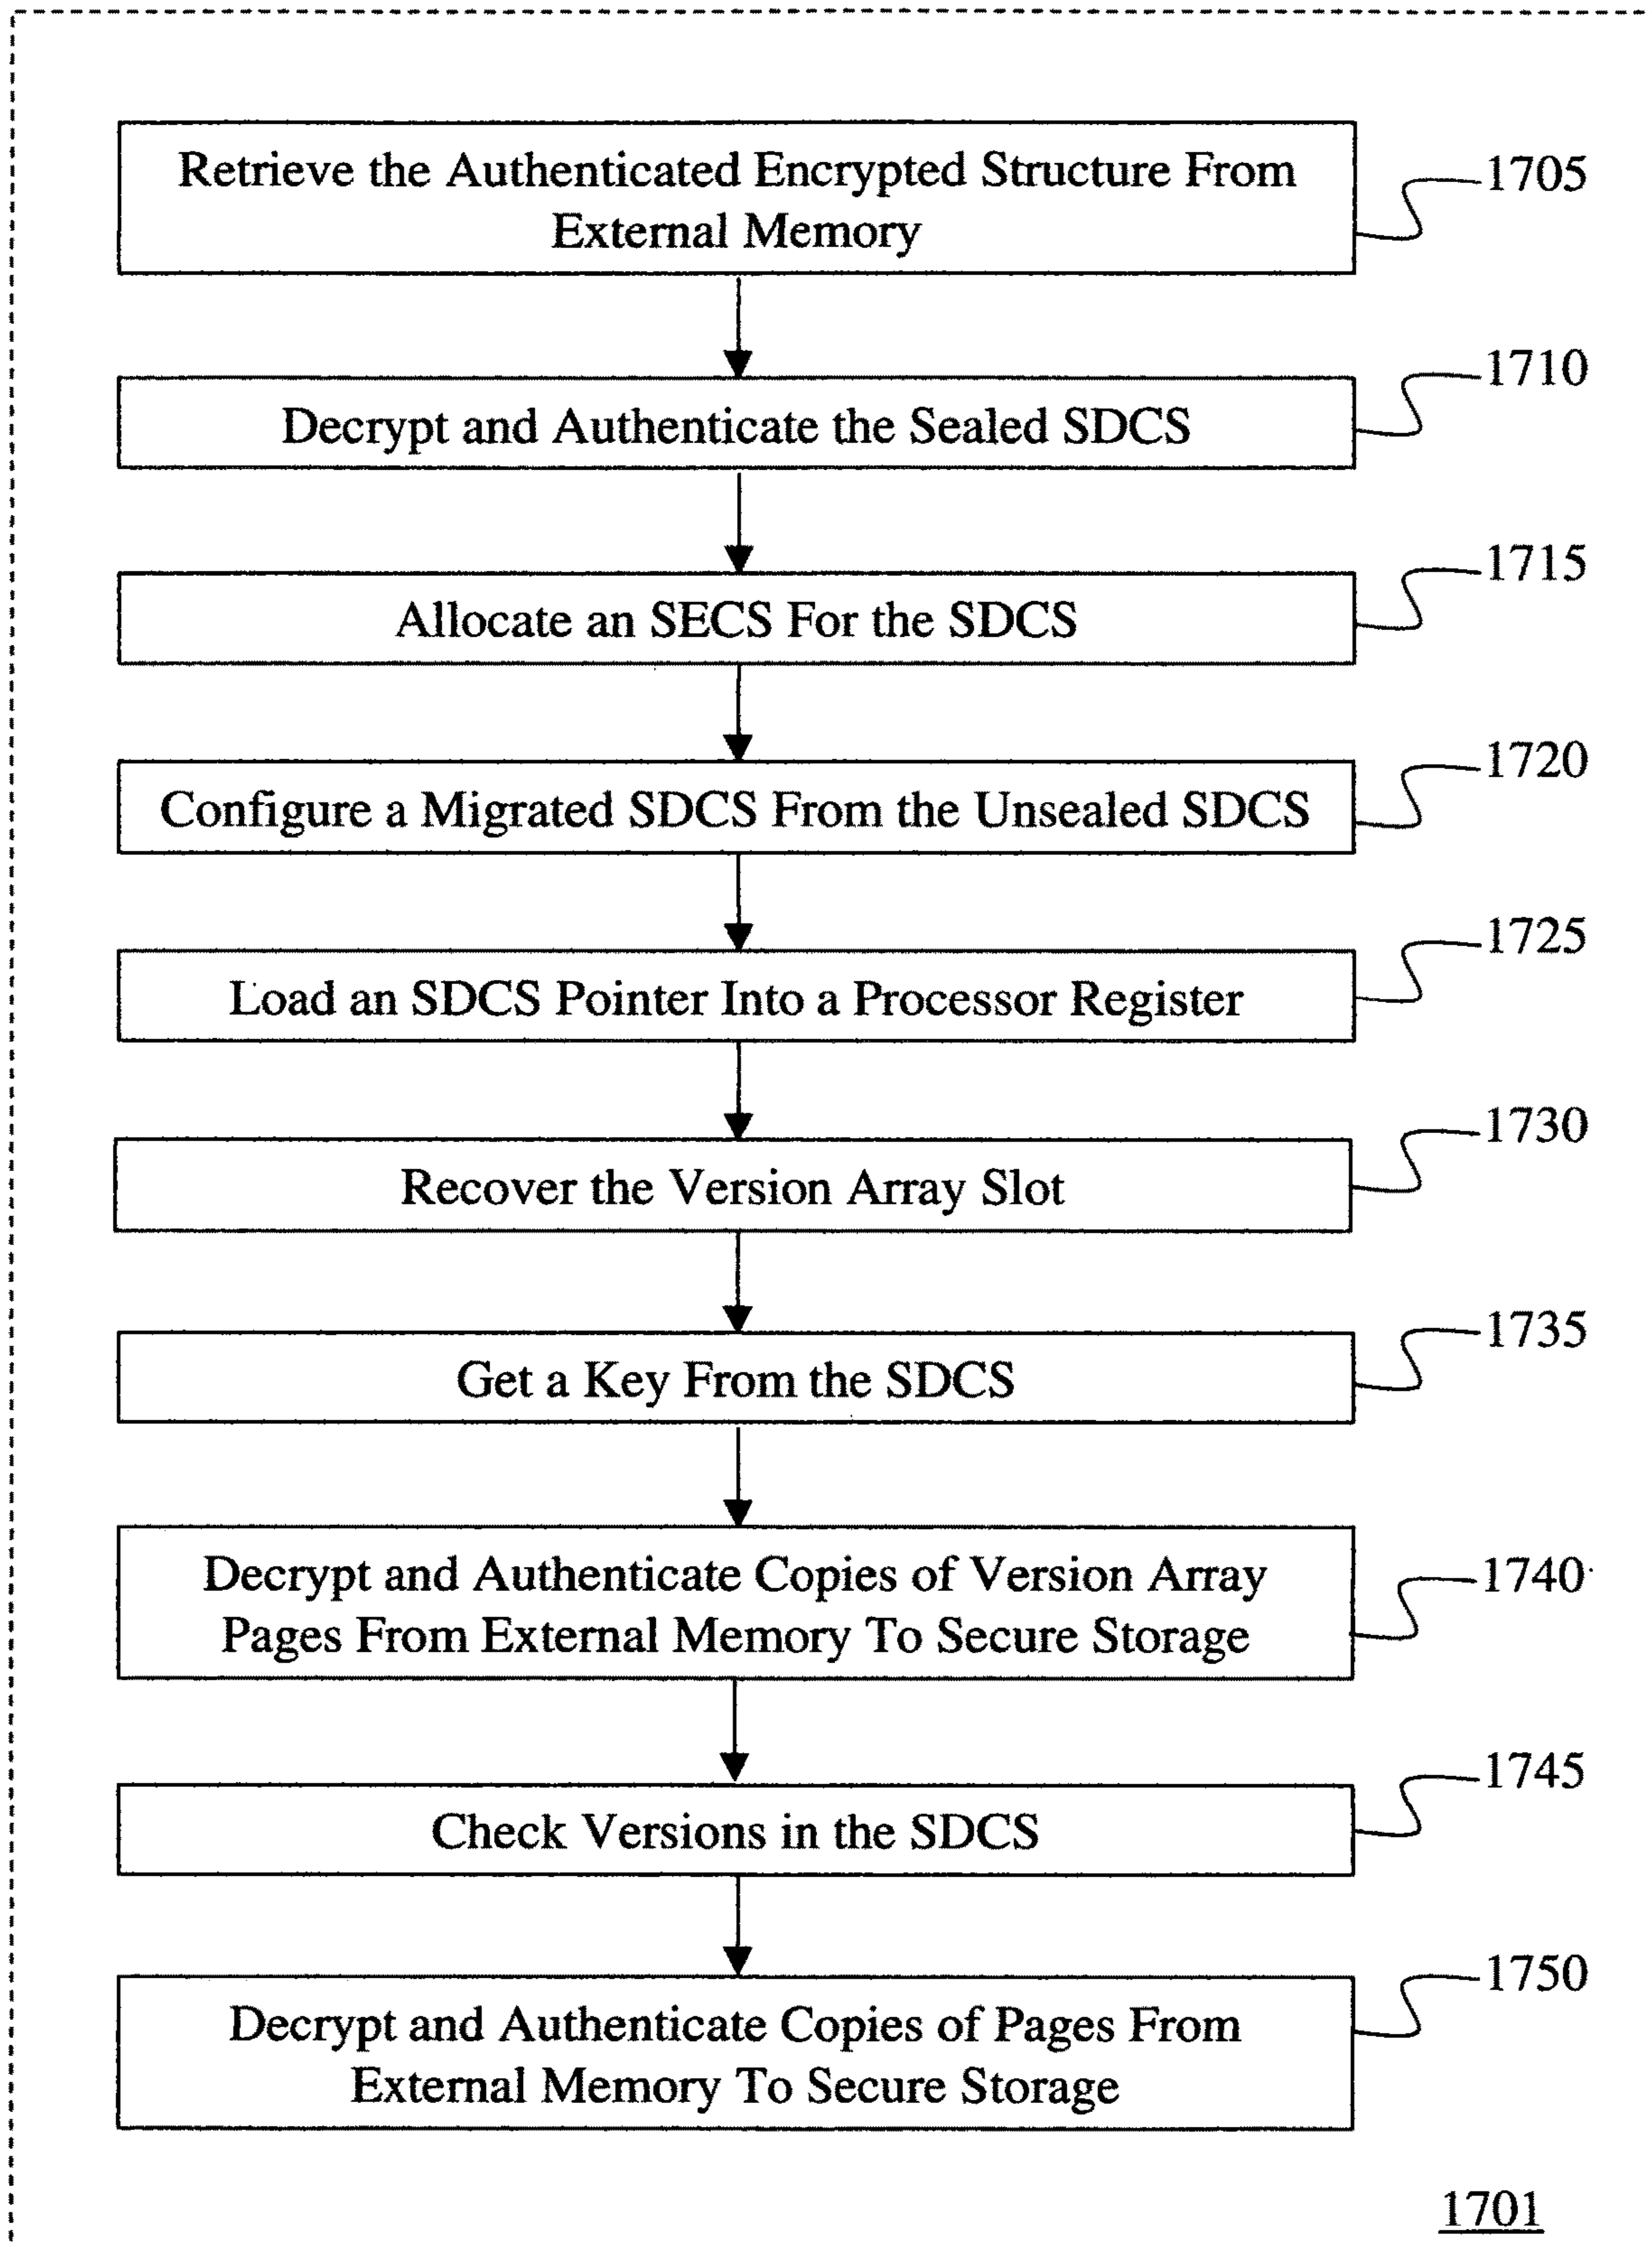 Retrieve the Authenticated Encrypted Structure From
External Memory
1705
Decrypt and Authenticate the Sealed SDCS
1710
Allocate an SECS For the SDCS
1715
Configure a Migrated SDCS From the Unsealed SDCS
1720
Load an SDCS Pointer Into a Processor Register
1725
Recover the Version Array Slot
1730
Get a Key From the SDCS
1735
Decrypt and Authenticate Copies of Version Array
Pages From External Memory To Secure Storage
1740
Check Versions in the SDCS
1745
Decrypt and Authenticate Copies of Pages From
External Memory To Secure Storage
1750
1701